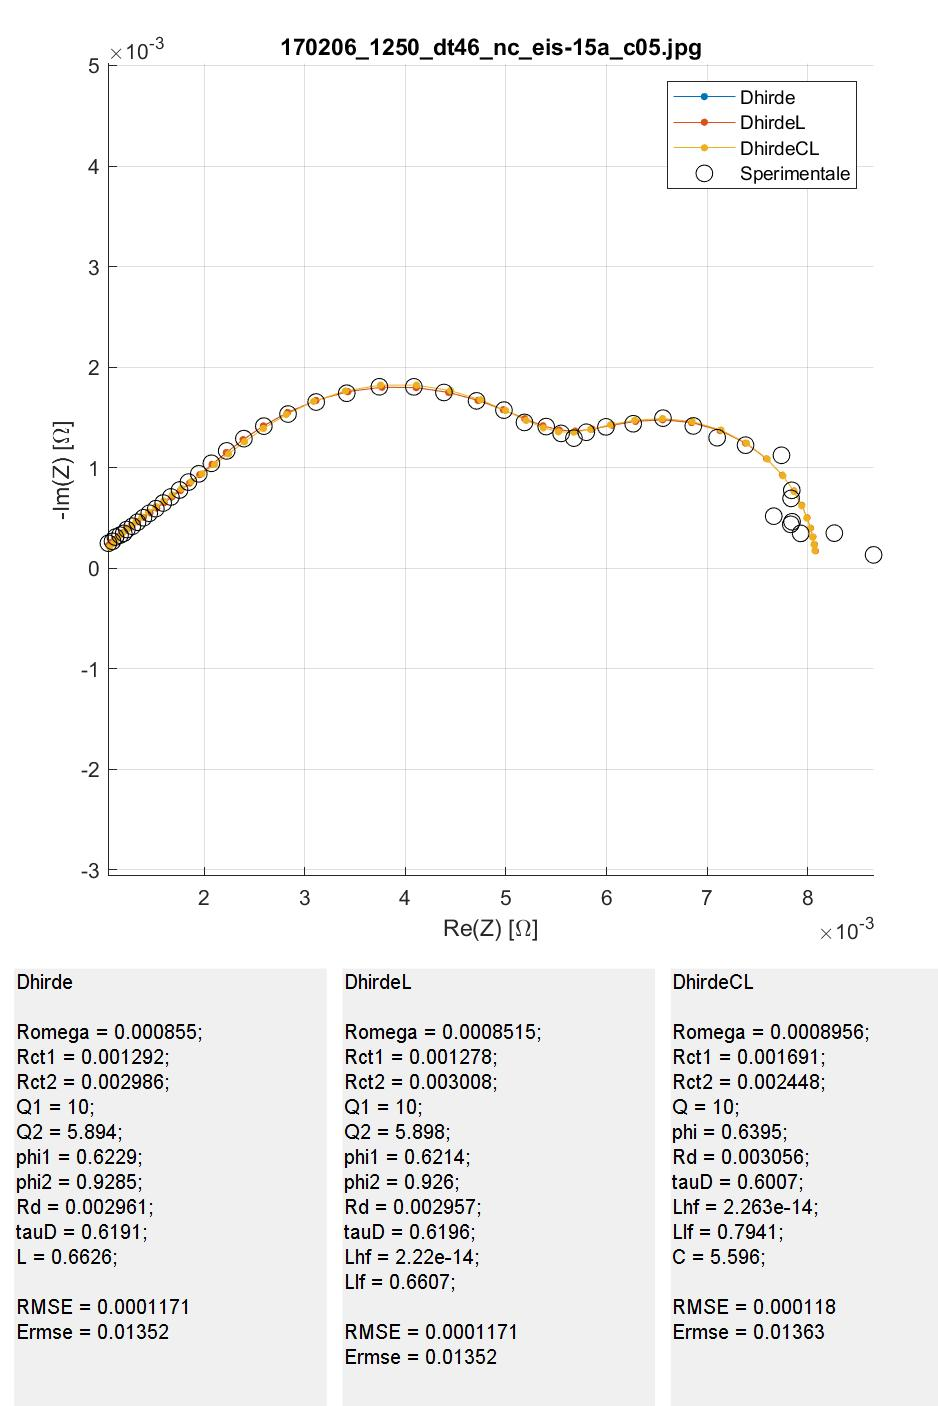 170206_1250_dt46_nc_eis-15a_c05.jpg
×10-3
5
4
3
2
1
0
-1
-2
-3
-Im(Z) [Ω]
Dhirde
DhirdeL
DhirdeCL
Sperimentale
2 3 4 5 6 7 8
Re(Z) [Ω]
×10-3
Dhirde
Romega = 0.000855;
Rct1 = 0.001292;
Rct2 = 0.002986;
Q1 = 10;
Q2 = 5.894;
phi1 = 0.6229;
phi2 = 0.9285;
Rd = 0.002961;
tauD = 0.6191;
L = 0.6626;
RMSE = 0.0001171
Ermse = 0.01352
DhirdeL
Romega = 0.0008515;
Rct1 = 0.001278;
Rct2 = 0.003008;
Q1 = 10;
Q2 = 5.898;
phi1 = 0.6214;
phi2 = 0.926;
Rd = 0.002957;
tauD = 0.6196;
Lhf = 2.22e-14;
Llf = 0.6607;
RMSE = 0.0001171
Ermse = 0.01352
DhirdeCL
Romega = 0.0008956;
Rct1 = 0.001691;
Rct2 = 0.002448;
Q = 10;
phi = 0.6395;
Rd = 0.003056;
tauD = 0.6007;
Lhf = 2.263e-14;
Llf = 0.7941;
C = 5.596;
RMSE = 0.000118
Ermse = 0.01363